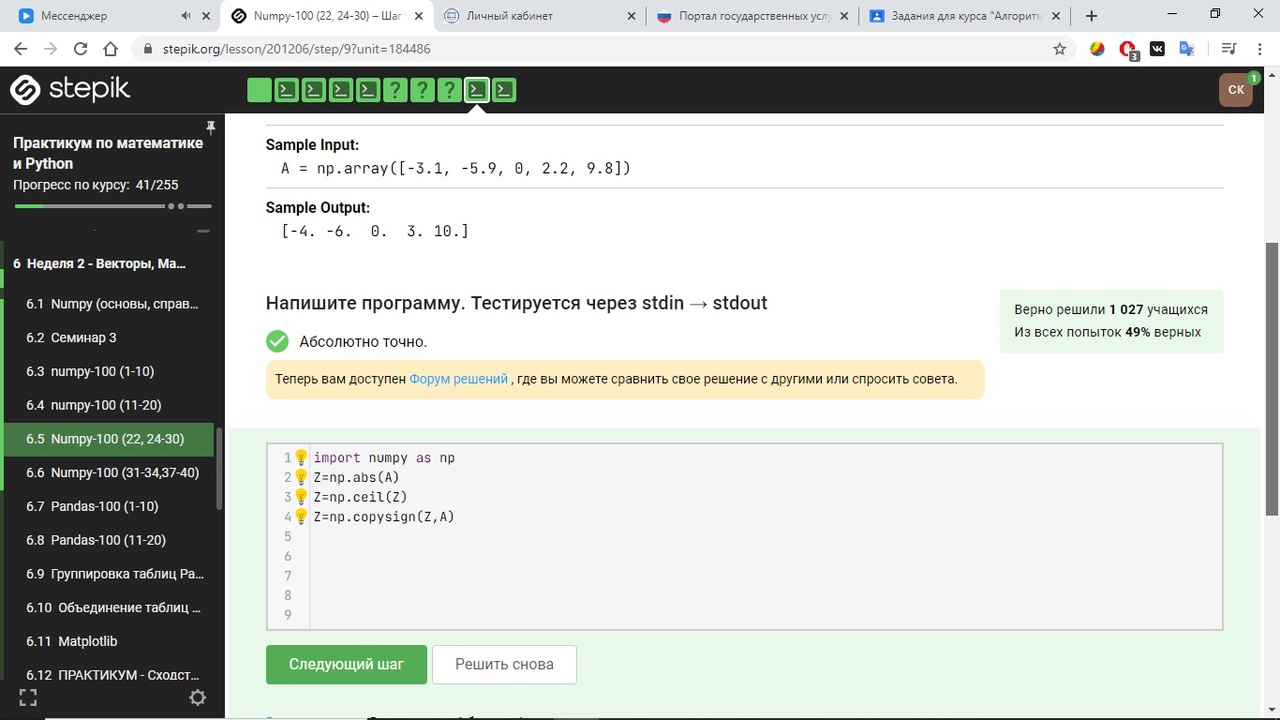 Мессенджер
Numpy-100 (22, 24-30) – Шаг
Личный кабинет
Портал государственных услу
Задания для курса "Алгоритм
stepik.org/lesson/201206/step/9?unit=184486
3
stepik
? ? ?
СК
1
Практикум по математике
и Python
Прогресс по курсу: 41/255
6 Неделя 2 - Векторы, Ма...
6.1 Numpy (основы, справ...
6.2 Семинар 3
6.3 numpy-100 (1-10)
6.4 numpy-100 (11-20)
6.5 Numpy-100 (22, 24-30)
6.6 Numpy-100 (31-34,37-40)
6.7 Pandas-100 (1-10)
6.8 Pandas-100 (11-20)
6.9 Группировка таблиц Pa...
6.10 Объединение таблиц ...
6.11 Matplotlib
6.12 ПРАКТИКУМ - Сходст...
Sample Input:
A = np.array([-3.1, -5.9, 0, 2.2, 9.8])
Sample Output:
[-4. -6.  0.  3. 10.]
Напишите программу. Тестируется через stdin → stdout
Абсолютно точно.
Теперь вам доступен Форум решений , где вы можете сравнить свое решение с другими или спросить совета.
Верно решили 1 027 учащихся
Из всех попыток 49% верных
1 import numpy as np
2 Z=np.abs(A)
3 Z=np.ceil(Z)
4 Z=np.copysign(Z,A)
5
6
7
8
9
Следующий шаг
Решить снова